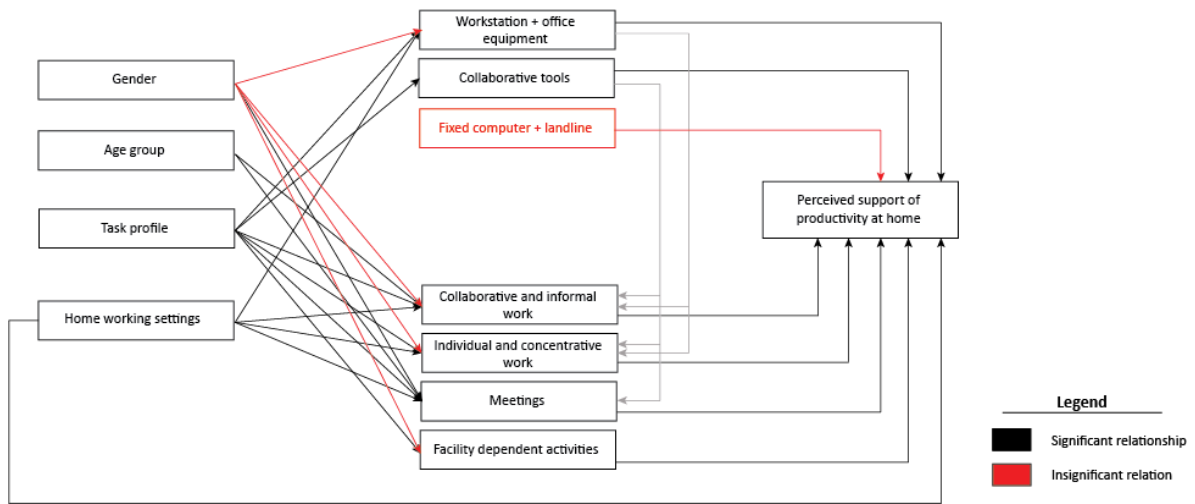 Gender
Age group
Task profile
Home working settings
Workstation + office
equipment
Collaborative tools
Fixed computer + landline
Collaborative and informal
work
Individual and concentrative
work
Meetings
Facility dependent activities
Perceived support of
productivity at home
Legend
Significant relationship
Insignificant relation